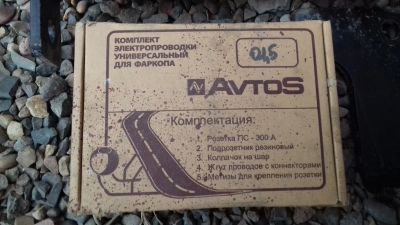 КОМПЛЕКТ
ЭЛЕКТРОПРОВОДКИ
УНИВЕРСАЛЬНЫЙ
ДЛЯ ФАРКОПА
AVTOS
Комплектация:
1. Розетка ПС - 300 А
2. Подрозетник резиновый
3. Колпачок на шар
4. Жгут проводов с коннекторами
5. Метизы для крепления розетки